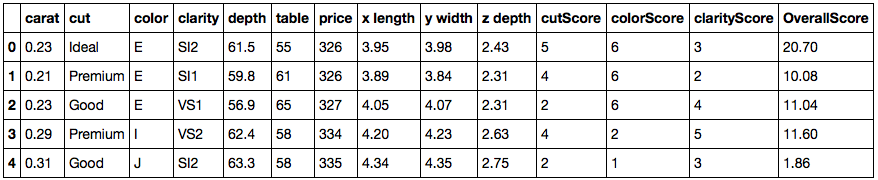 carat cut color clarity depth table price x length y width z depth cutScore colorScore clarityScore OverallScore
0 0.23 Ideal E SI2 61.5 55 326 3.95 3.98 2.43 5 6 3 20.70
1 0.21 Premium E SI1 59.8 61 326 3.89 3.84 2.31 4 6 2 10.08
2 0.23 Good E VS1 56.9 65 327 4.05 4.07 2.31 2 6 4 11.04
3 0.29 Premium I VS2 62.4 58 334 4.20 4.23 2.63 4 2 5 11.60
4 0.31 Good J SI2 63.3 58 335 4.34 4.35 2.75 2 1 3 1.86